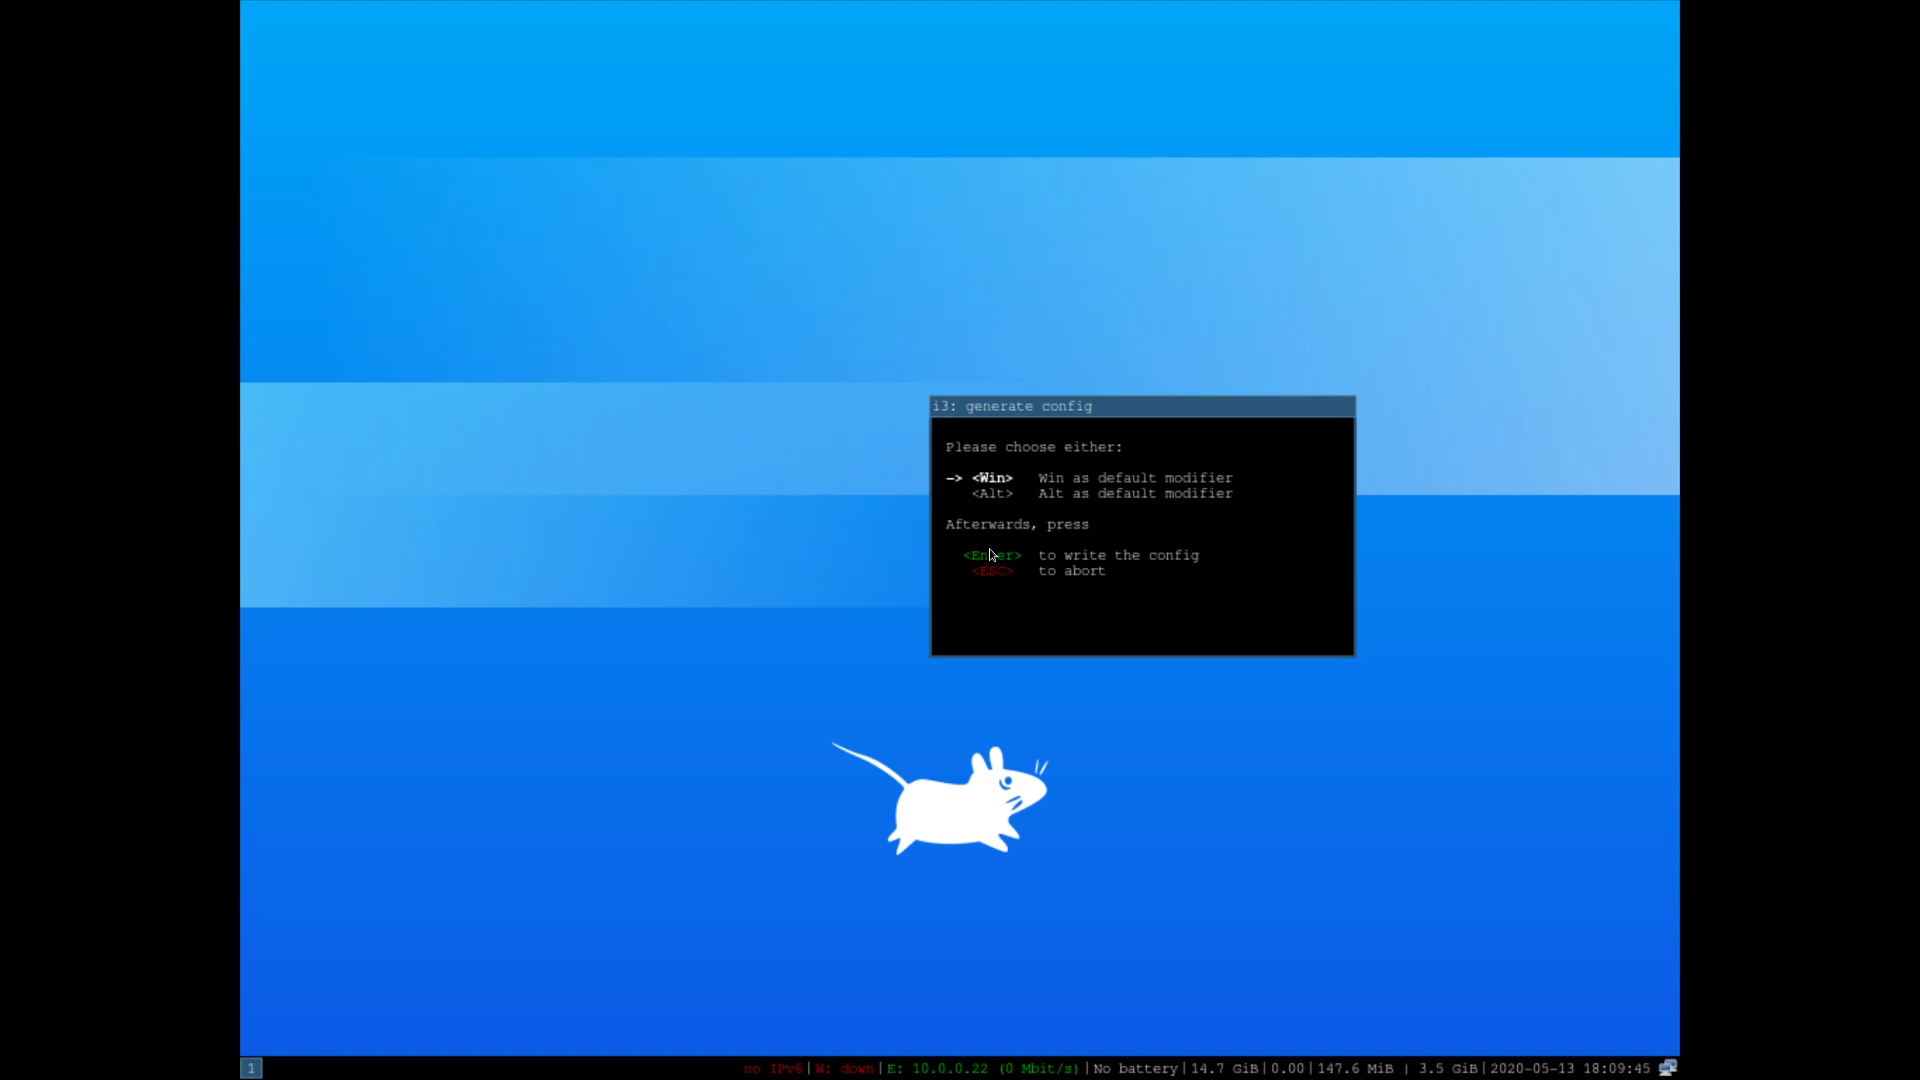 i3: generate config
Please choose either:
-> <Win> Win as default modifier
<Alt> Alt as default modifier
Afterwards, press
<Enter> to write the config
<ESC> to abort
1
no IPv6|W: down|E: 10.0.0.22 (0 Mbit/s)|No battery|14.7 GiB|0.00|147.6 MiB | 3.5 GiB|2020-05-13 18:09:45